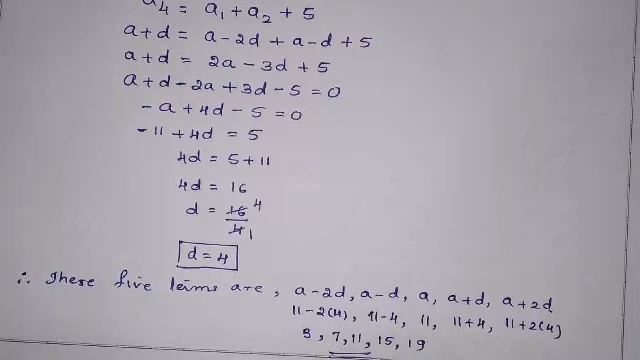 a₄ = a₁ + a₂ + 5
a+d = a-2d + a-d + 5
a+d = 2a - 3d + 5
a+d - 2a + 3d - 5 = 0
- a + 4d - 5 = 0
- 11 + 4d = 5
4d = 5 + 11
4d = 16
d = 16/4 4 1
d = 4
∴ These five terms are, a-2d, a-d, a, a+d, a+2d
11-2(4), 11-4, 11, 11+4, 11+2(4)
3, 7, 11, 15, 19